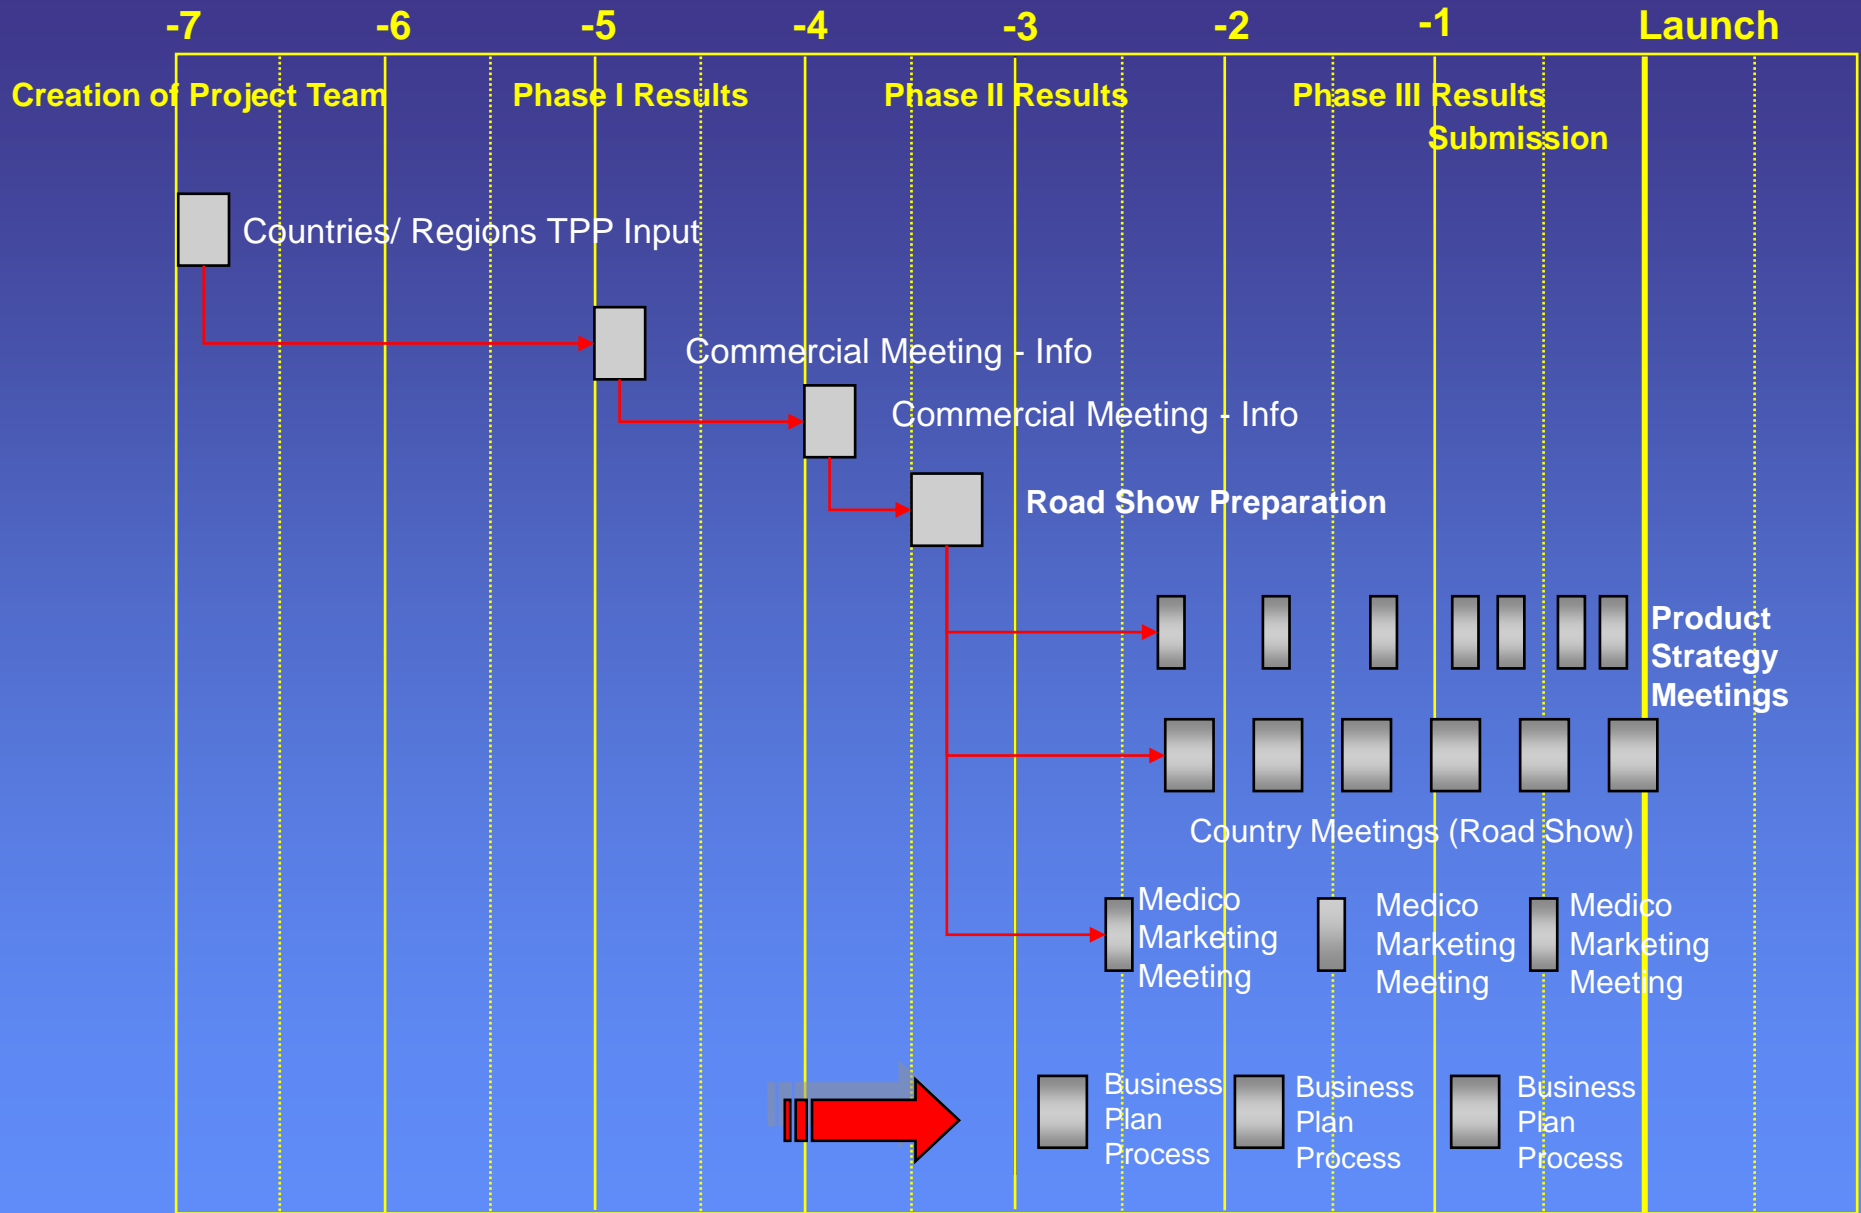 -7 -6 -5 -4 -3 -2 -1 Launch
Creation of Project Team Phase I Results Phase II Results Phase III Results
Submission
Countries/ Regions TPP Input
Commercial Meeting - Info
Commercial Meeting - Info
Road Show Preparation
Product
Strategy
Meetings
Country Meetings (Road Show)
Medico
Marketing
Meeting
Medico
Marketing
Meeting
Medico
Marketing
Meeting
Business
Plan
Process
Business
Plan
Process
Business
Plan
Process